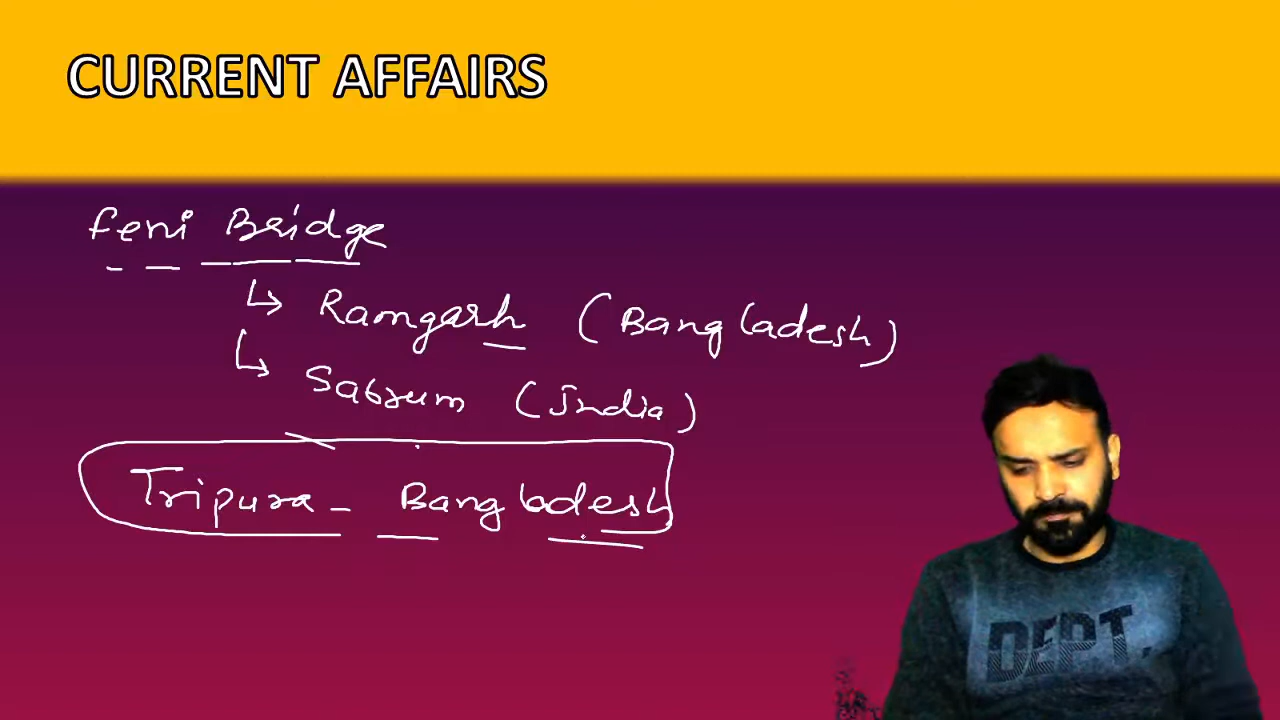 CURRENT AFFAIRS
Feni Bridge
↳ Ramgarh (Bangladesh)
↳ Sabrum (India)
Tripura - Bangladesh
DEPT.